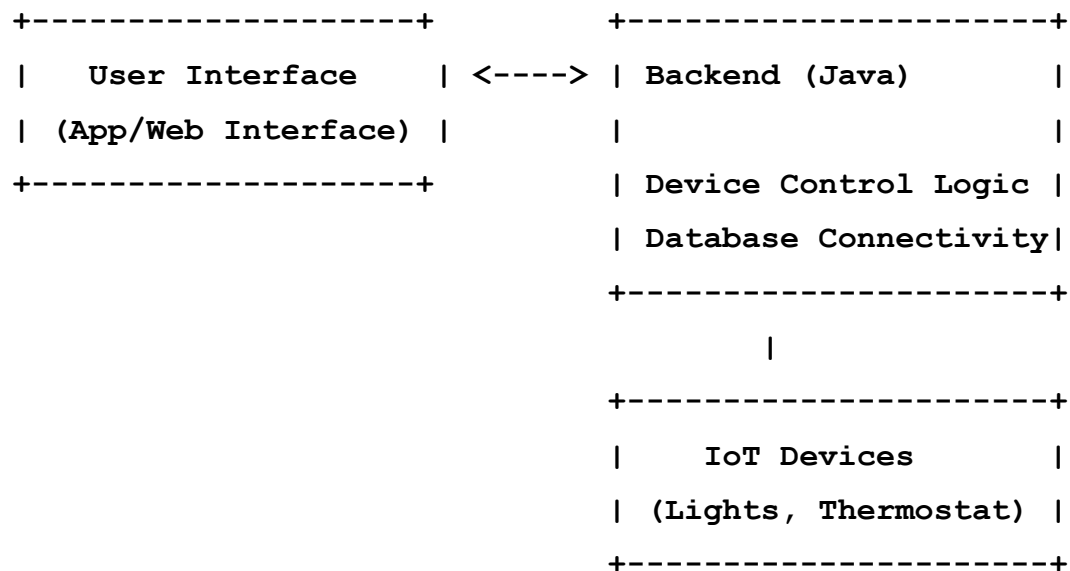 +--------------------+ +----------------------+
| User Interface | <----> | Backend (Java) |
| (App/Web Interface) | | |
+--------------------+ | Device Control Logic |
| Database Connectivity|
+----------------------+
|
+----------------------+
| IoT Devices |
| (Lights, Thermostat) |
+----------------------+